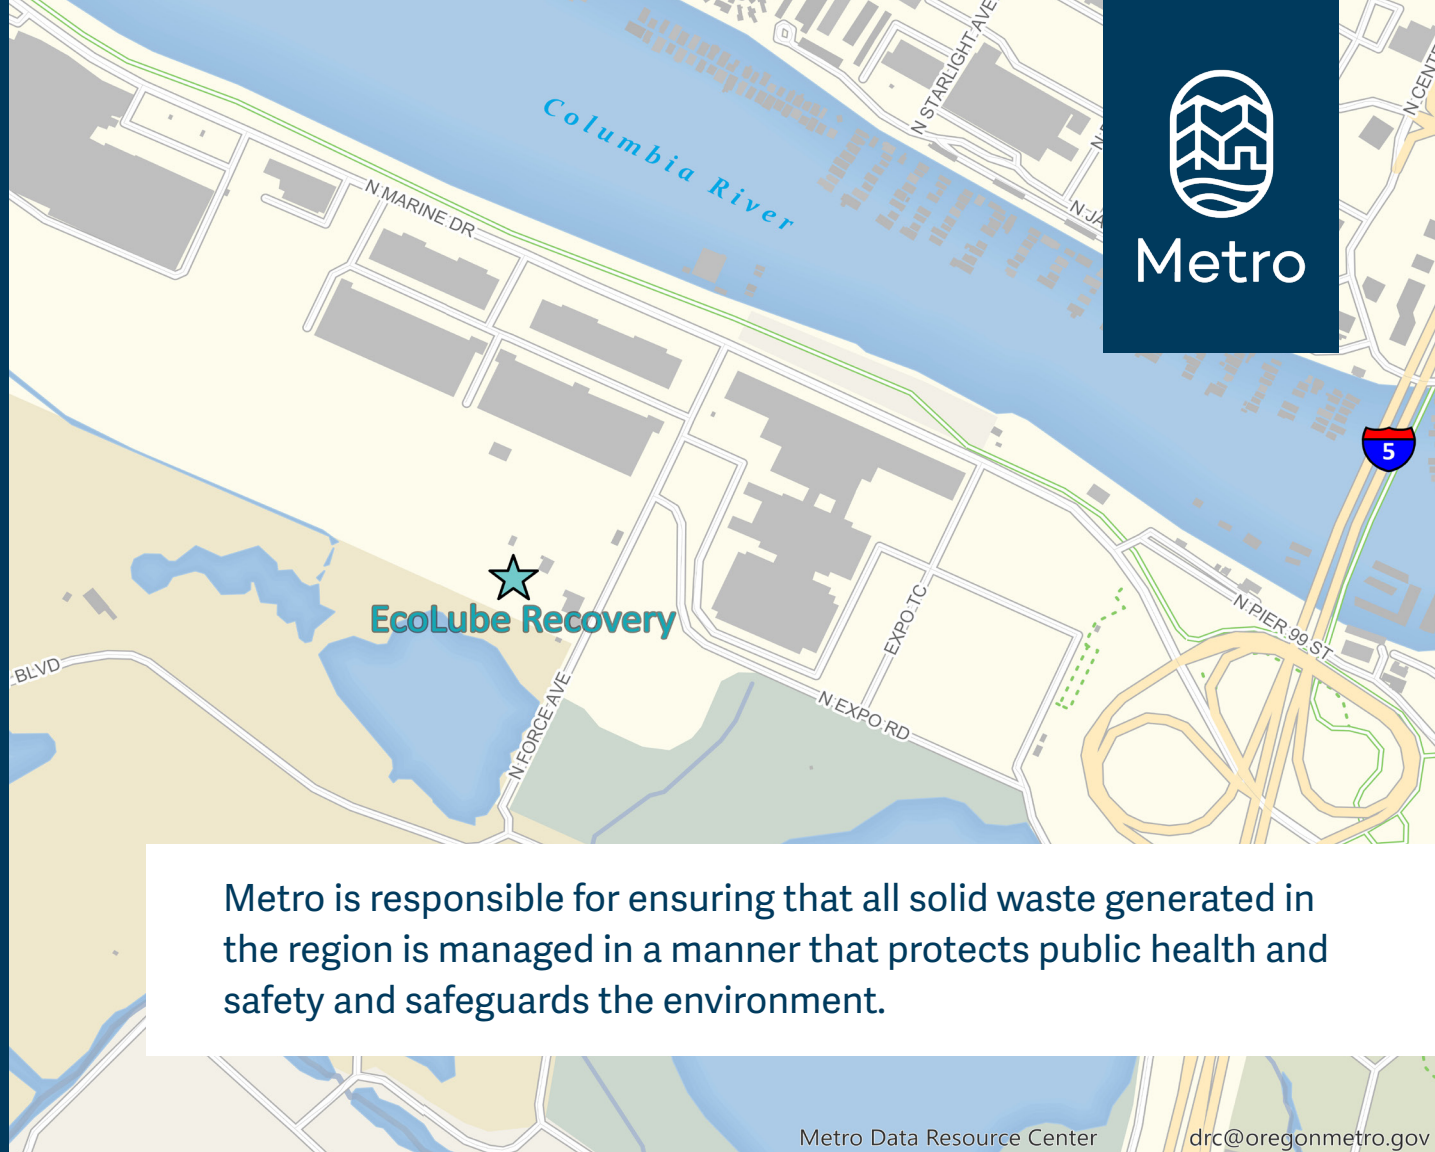 N STARLIGHT AVE
N CENT
Columbia River
N MARINE DR
N JA
Metro
5
EcoLube Recovery
EXPO TC
N PIER 99 ST
BLVD
N FORCE AVE
N EXPO RD
Metro is responsible for ensuring that all solid waste generated in
the region is managed in a manner that protects public health and
safety and safeguards the environment.
Metro Data Resource Center
drc@oregonmetro.gov